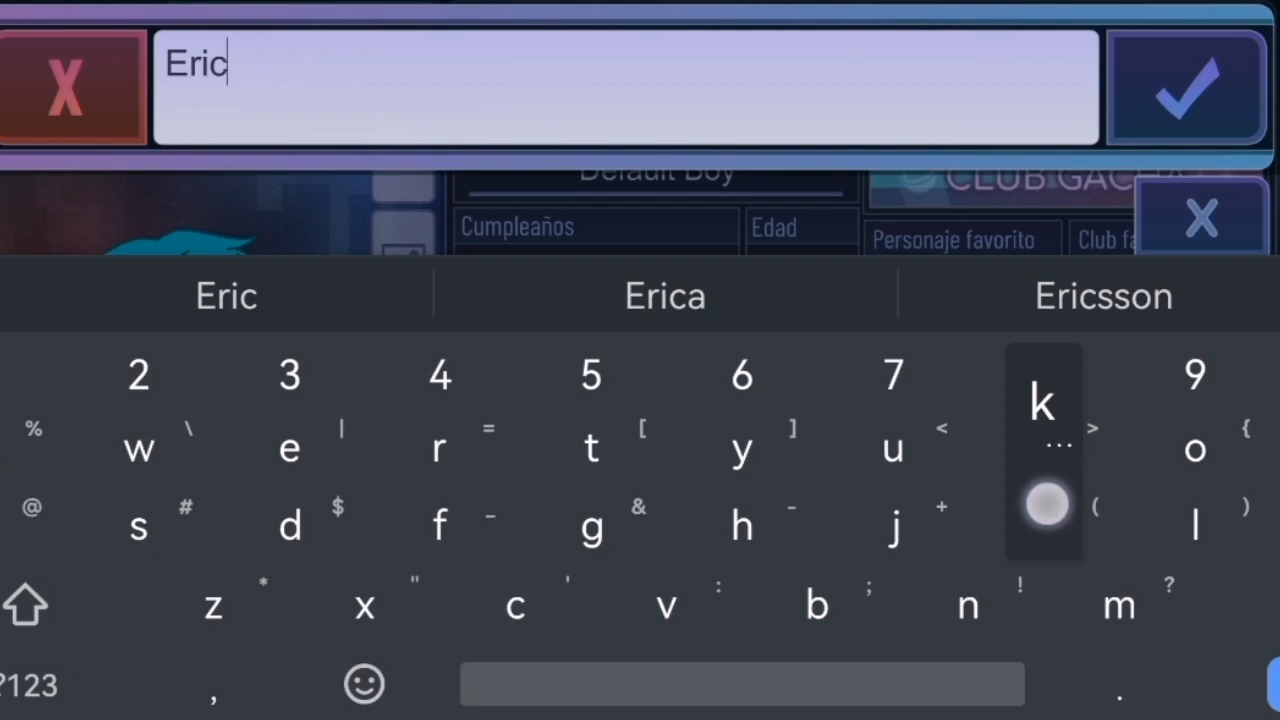 X Eric
Default Boy
CLUB GACHA
X
Cumpleaños Edad Personaje favorito Club fa
Eric Erica Ericsson
2 3 4 5 6 7 9
k
...
% \ | = [ ] < > {
w e r t y u o
@ # $ _ & - + ( )
s d f g h j l
* " ' : ; ! ?
z x c v b n m
?123 , .